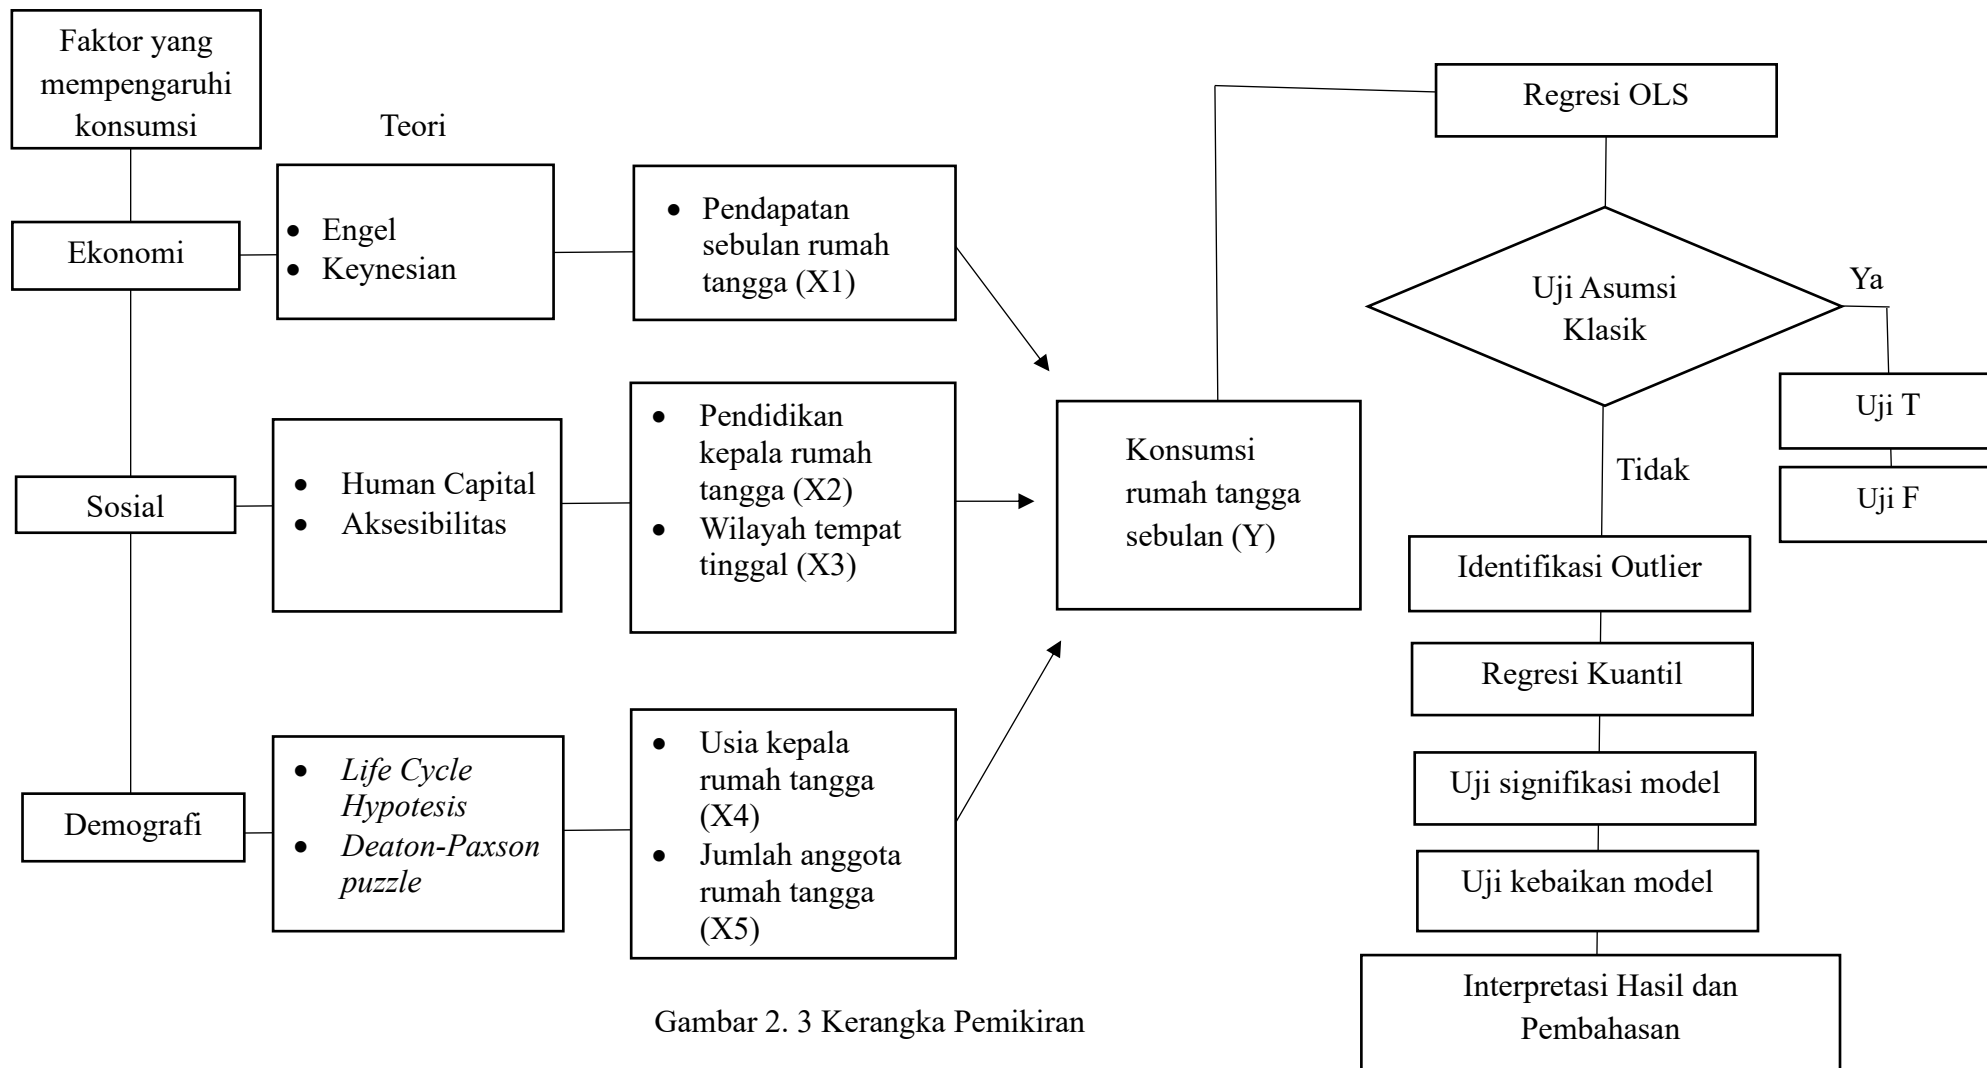 Faktor yang
mempengaruhi
konsumsi
Teori
Ekonomi
• Engel
• Keynesian
• Pendapatan
sebulan rumah
tangga (X1)
Sosial
• Human Capital
• Aksesibilitas
• Pendidikan
kepala rumah
tangga (X2)
• Wilayah tempat
tinggal (X3)
Demografi
• Life Cycle
Hypotesis
• Deaton-Paxson
puzzle
• Usia kepala
rumah tangga
(X4)
• Jumlah anggota
rumah tangga
(X5)
Konsumsi
rumah tangga
sebulan (Y)
Regresi OLS
Uji Asumsi
Klasik
Ya
Uji T
Uji F
Tidak
Identifikasi Outlier
Regresi Kuantil
Uji signifikasi model
Uji kebaikan model
Interpretasi Hasil dan
Pembahasan
Gambar 2. 3 Kerangka Pemikiran